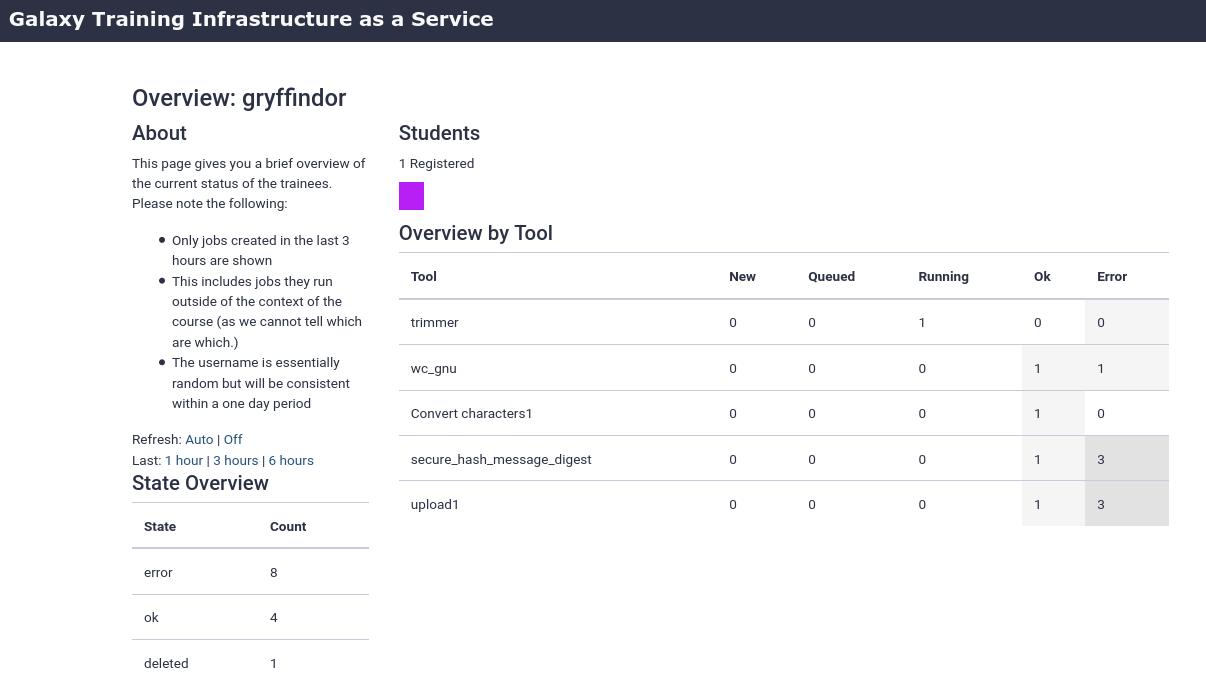 Galaxy Training Infrastructure as a Service
Overview: gryffindor
About
This page gives you a brief overview of
the current status of the trainees.
Please note the following:
Only jobs created in the last 3
hours are shown
This includes jobs they run
outside of the context of the
course (as we cannot tell which
are which.)
The username is essentially
random but will be consistent
within a one day period
Refresh: Auto | Off
Last: 1 hour | 3 hours | 6 hours
State Overview
State Count
error 8
ok 4
deleted 1
Students
1 Registered
Overview by Tool
Tool New Queued Running Ok Error
trimmer 0 0 1 0 0
wc_gnu 0 0 0 1 1
Convert characters1 0 0 0 1 0
secure_hash_message_digest 0 0 0 1 3
upload1 0 0 0 1 3